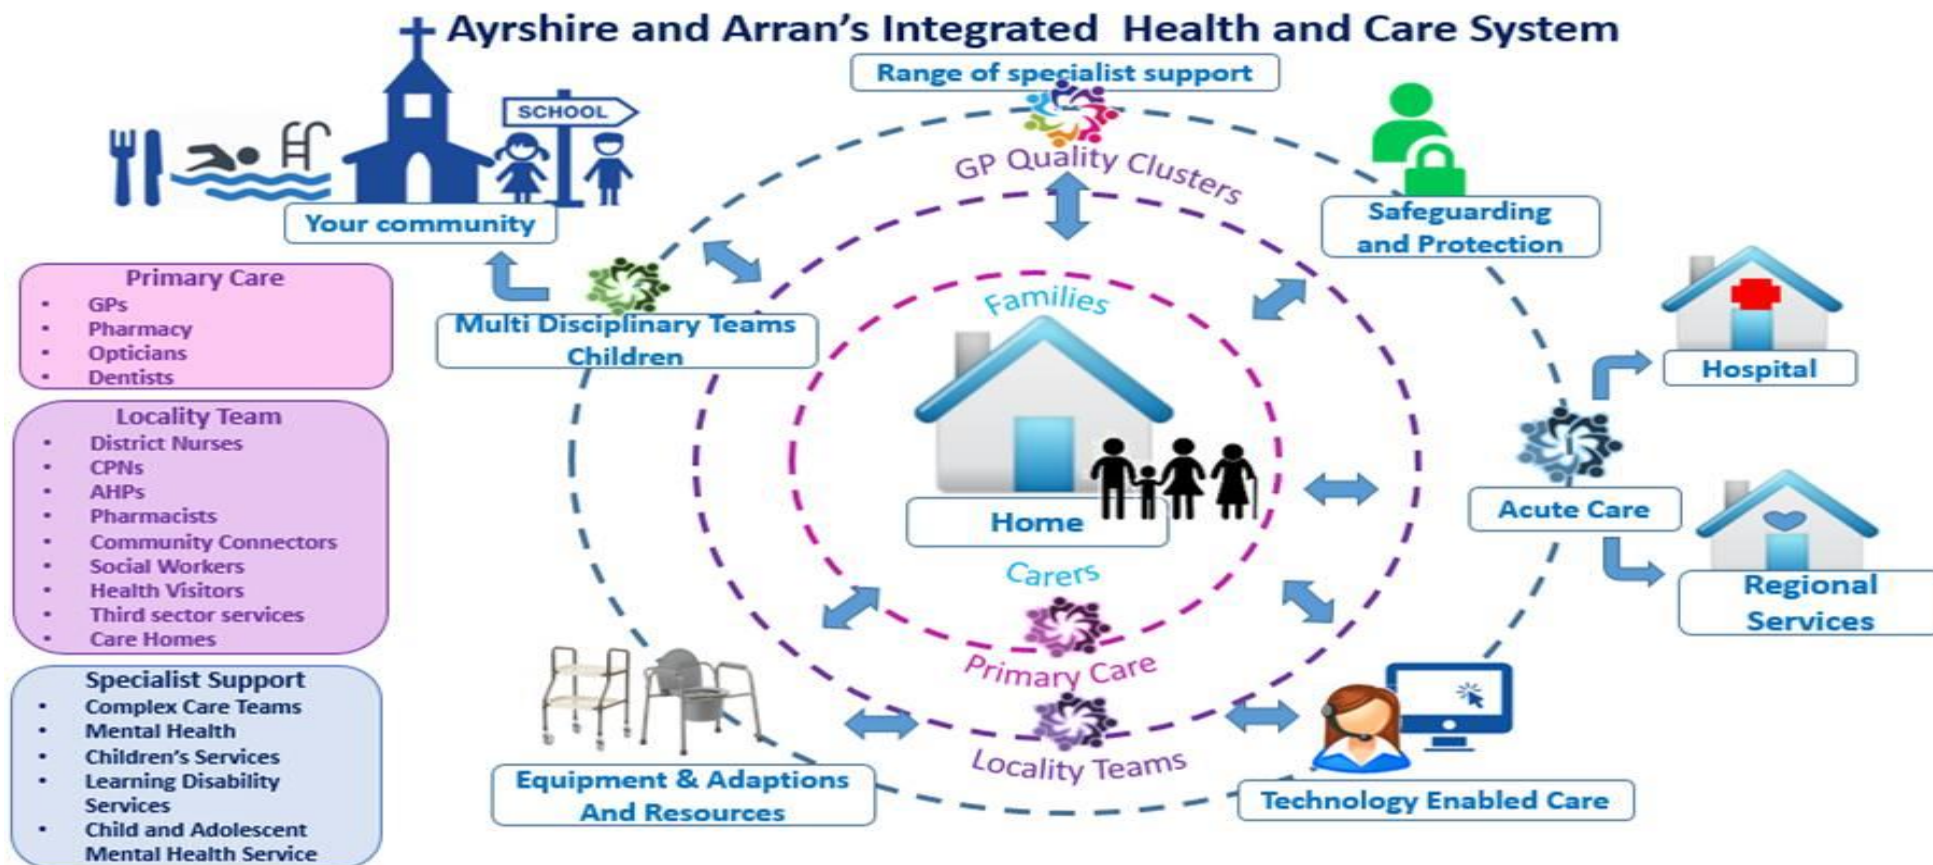 Ayrshire and Arran's Integrated Health and Care System
Range of specialist support
SCHOOL
GP Quality Clusters
Your community
Safeguarding
and Protection
Primary Care
• GPs
• Pharmacy
• Opticians
• Dentists
Multi Disciplinary Teams
Children
Families
Hospital
Locality Team
• District Nurses
• CPNs
• AHPs
• Pharmacists
• Community Connectors
• Social Workers
• Health Visitors
• Third sector services
• Care Homes
Home
Acute Care
Carers
Regional
Services
Primary Care
Specialist Support
• Complex Care Teams
• Mental Health
• Children's Services
• Learning Disability
Services
• Child and Adolescent
Mental Health Service
Locality Teams
Equipment & Adaptions
And Resources
Technology Enabled Care